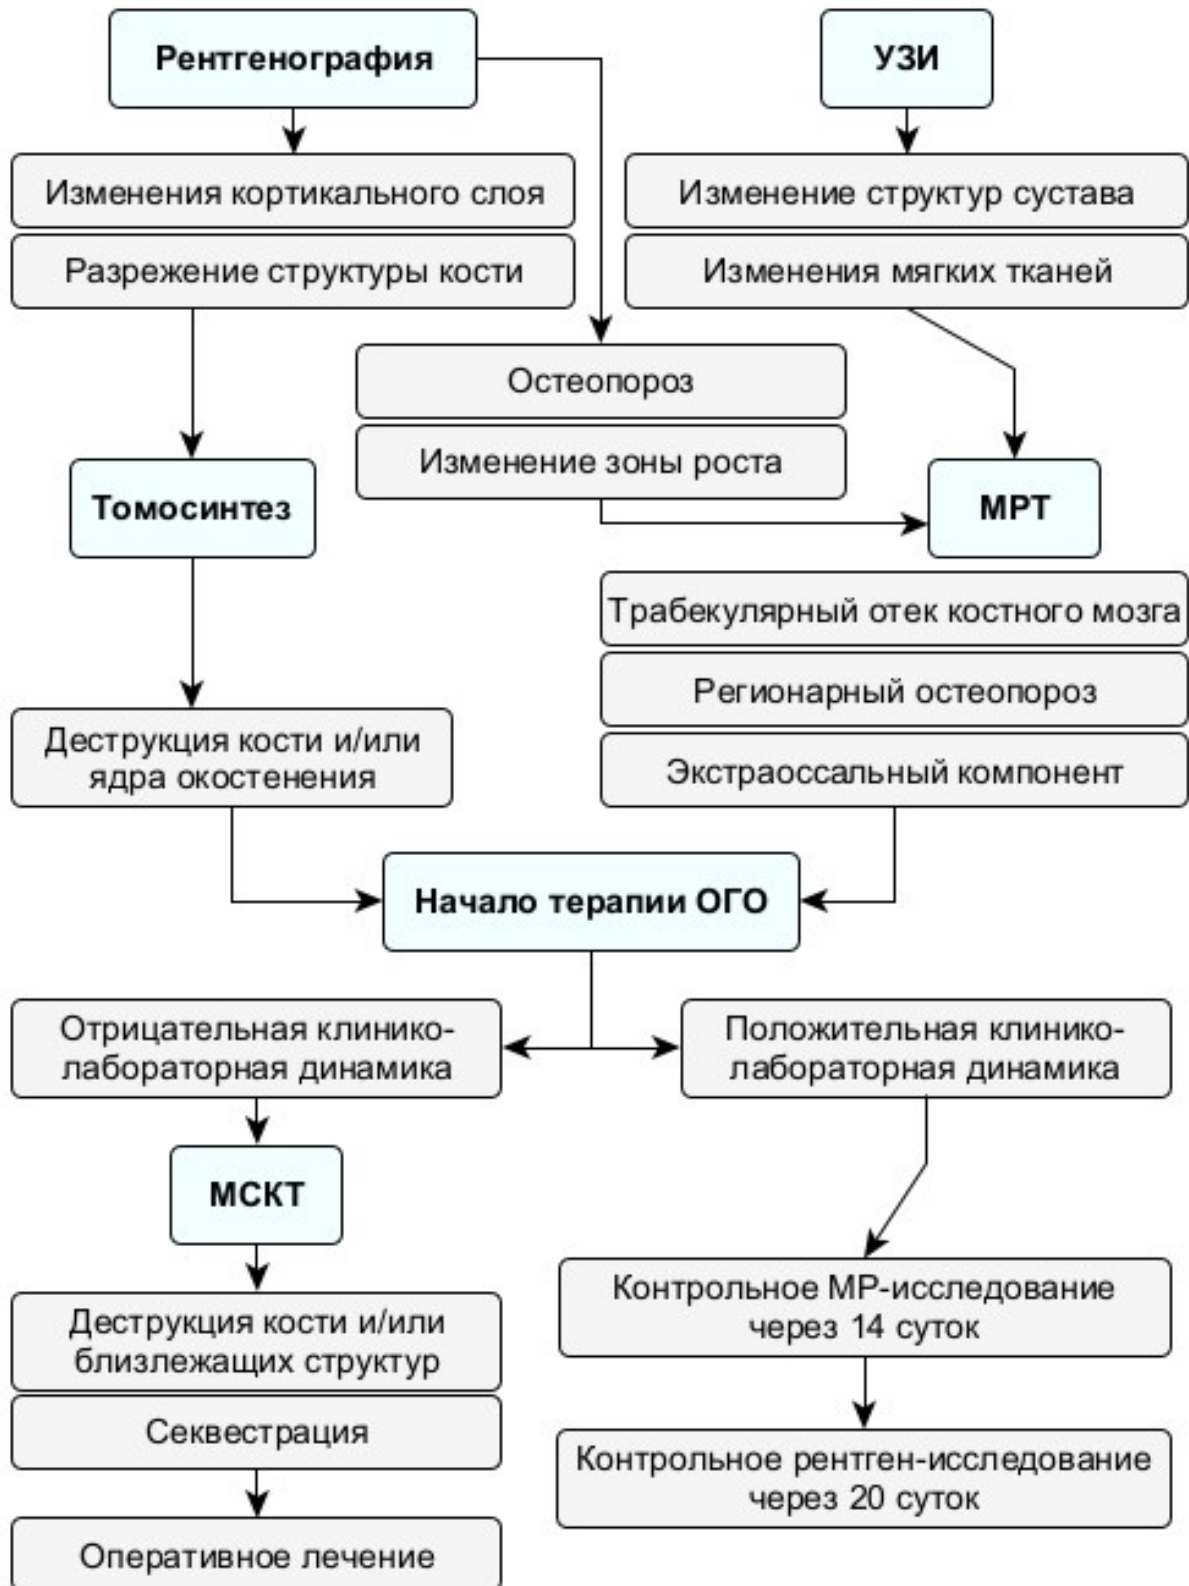 Рентгенография
УЗИ
Изменения кортикального слоя
Разрежение структуры кости
Изменение структур сустава
Изменения мягких тканей
Остеопороз
Изменение зоны роста
Томосинтез
МРТ
Трабекулярный отек костного мозга
Регионарный остеопороз
Экстраоссальный компонент
Деструкция кости и/или
ядра окостенения
Начало терапии ОГО
Отрицательная клинико-
лабораторная динамика
Положительная клинико-
лабораторная динамика
МСКТ
Деструкция кости и/или
близлежащих структур
Секвестрация
Оперативное лечение
Контрольное МР-исследование
через 14 суток
Контрольное рентген-исследование
через 20 суток